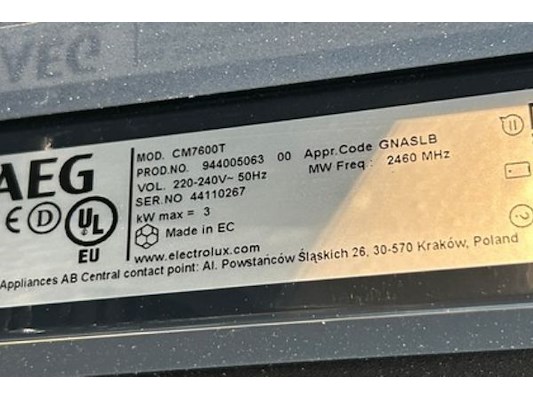 AEG
MOD. CM7600T
PROD.NO. 944005063 00 Appr.Code GNASLB
VOL. 220-240V~ 50Hz MW Freq.: 2460 MHz
SER.NO 44110267
kW max = 3
Made in EC
CE D UL
EU
www.electrolux.com
Appliances AB Central contact point: Al. Powstańców Śląskich 26, 30-570 Kraków, Poland